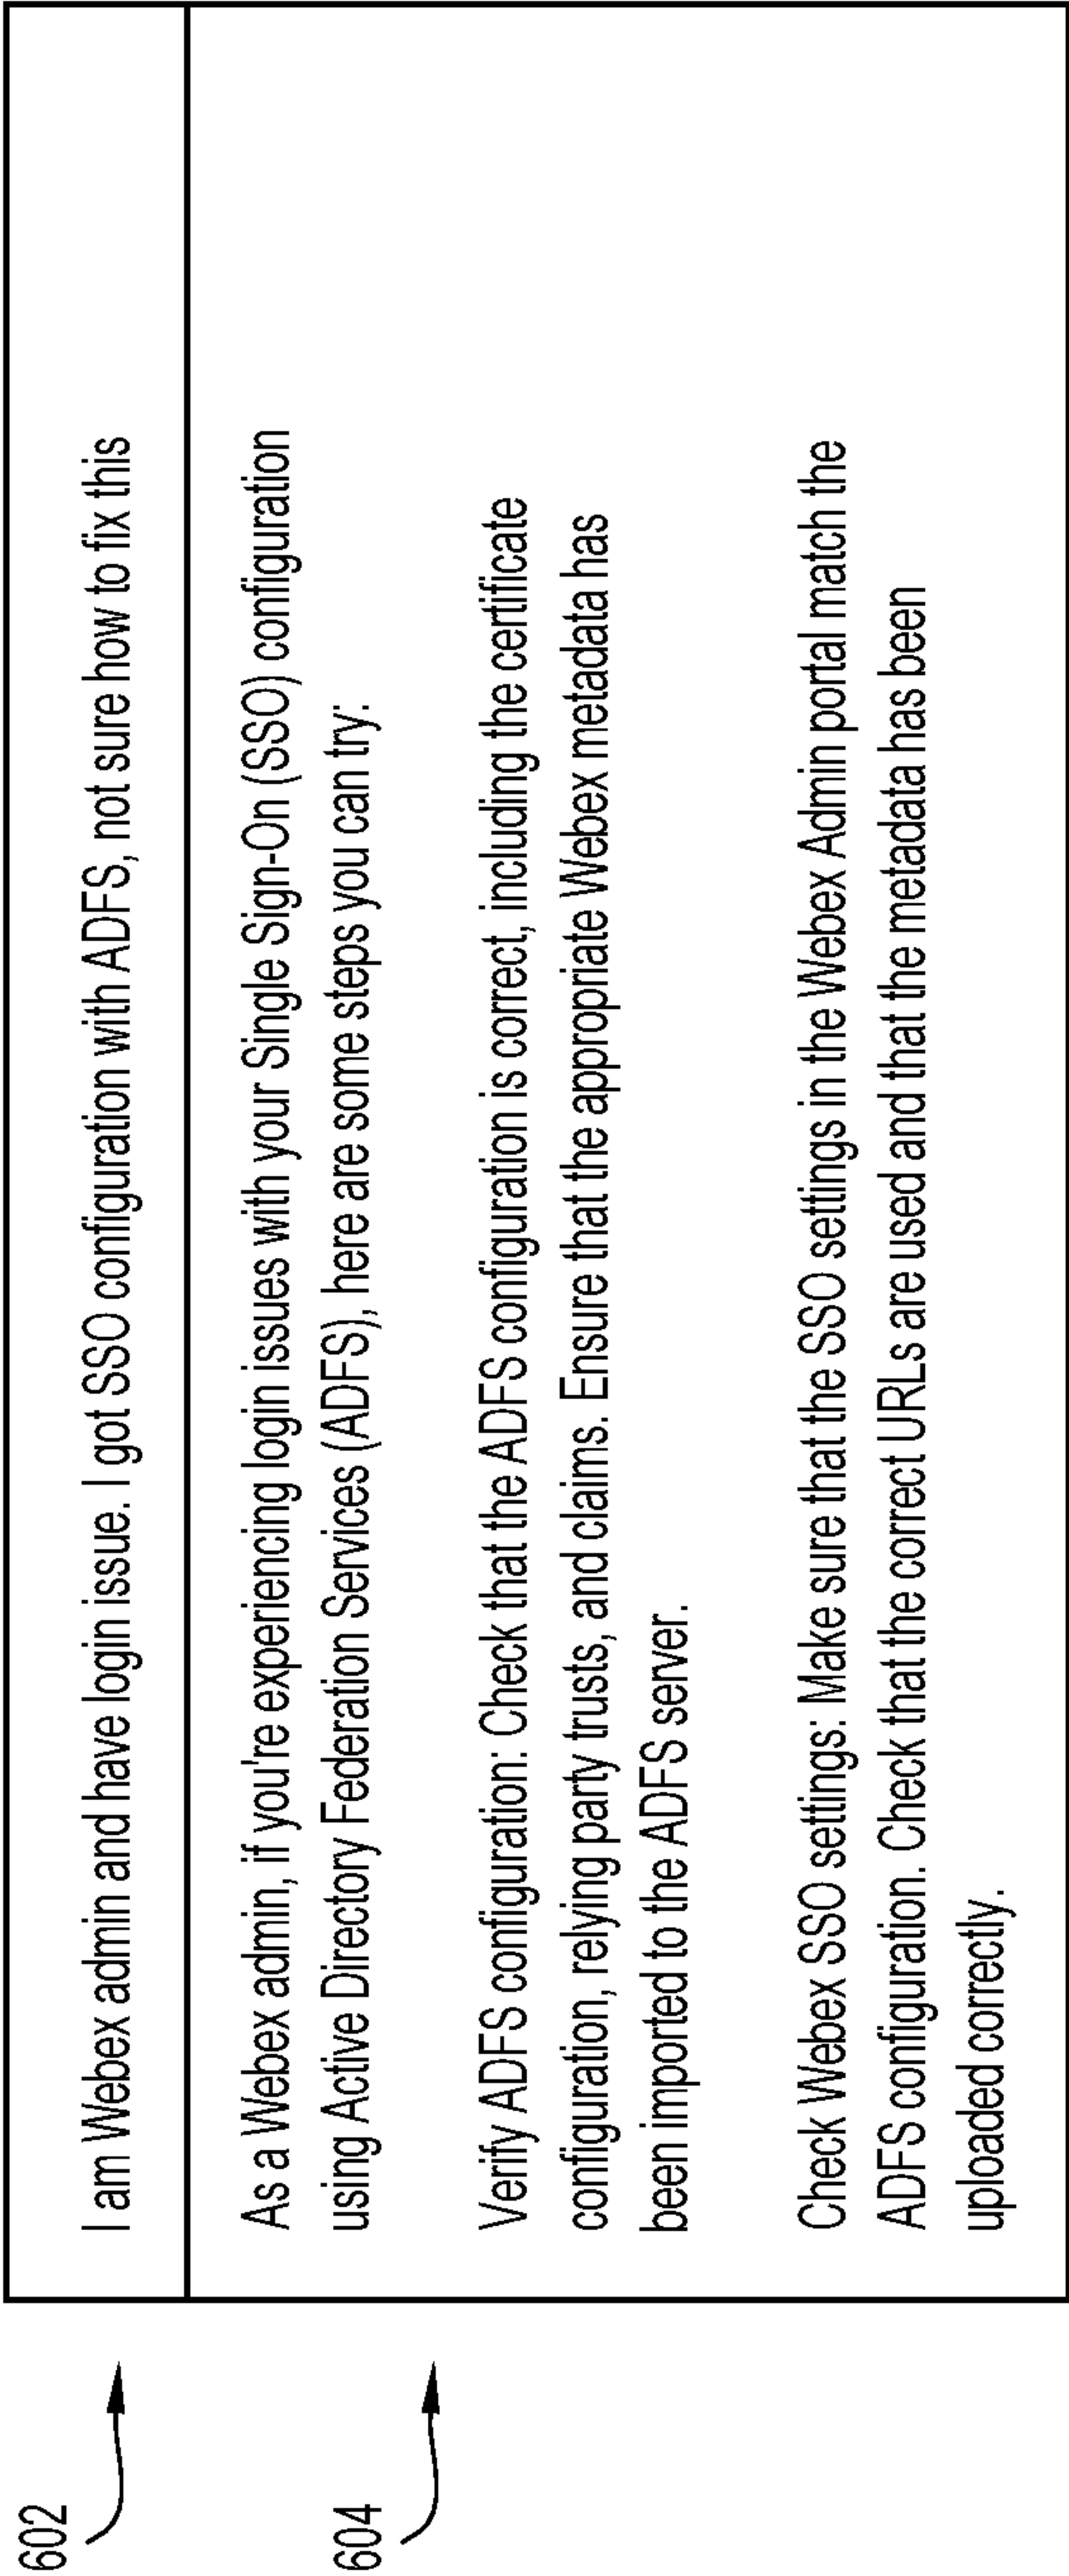 602
I am Webex admin and have login issue. I got SSO configuration with ADFS, not sure how to fix this
604
As a Webex admin, if you're experiencing login issues with your Single Sign-On (SSO) configuration
using Active Directory Federation Services (ADFS), here are some steps you can try:
Verify ADFS configuration: Check that the ADFS configuration is correct, including the certificate
configuration, relying party trusts, and claims. Ensure that the appropriate Webex metadata has
been imported to the ADFS server.
Check Webex SSO settings: Make sure that the SSO settings in the Webex Admin portal match the
ADFS configuration. Check that the correct URLs are used and that the metadata has been
uploaded correctly.